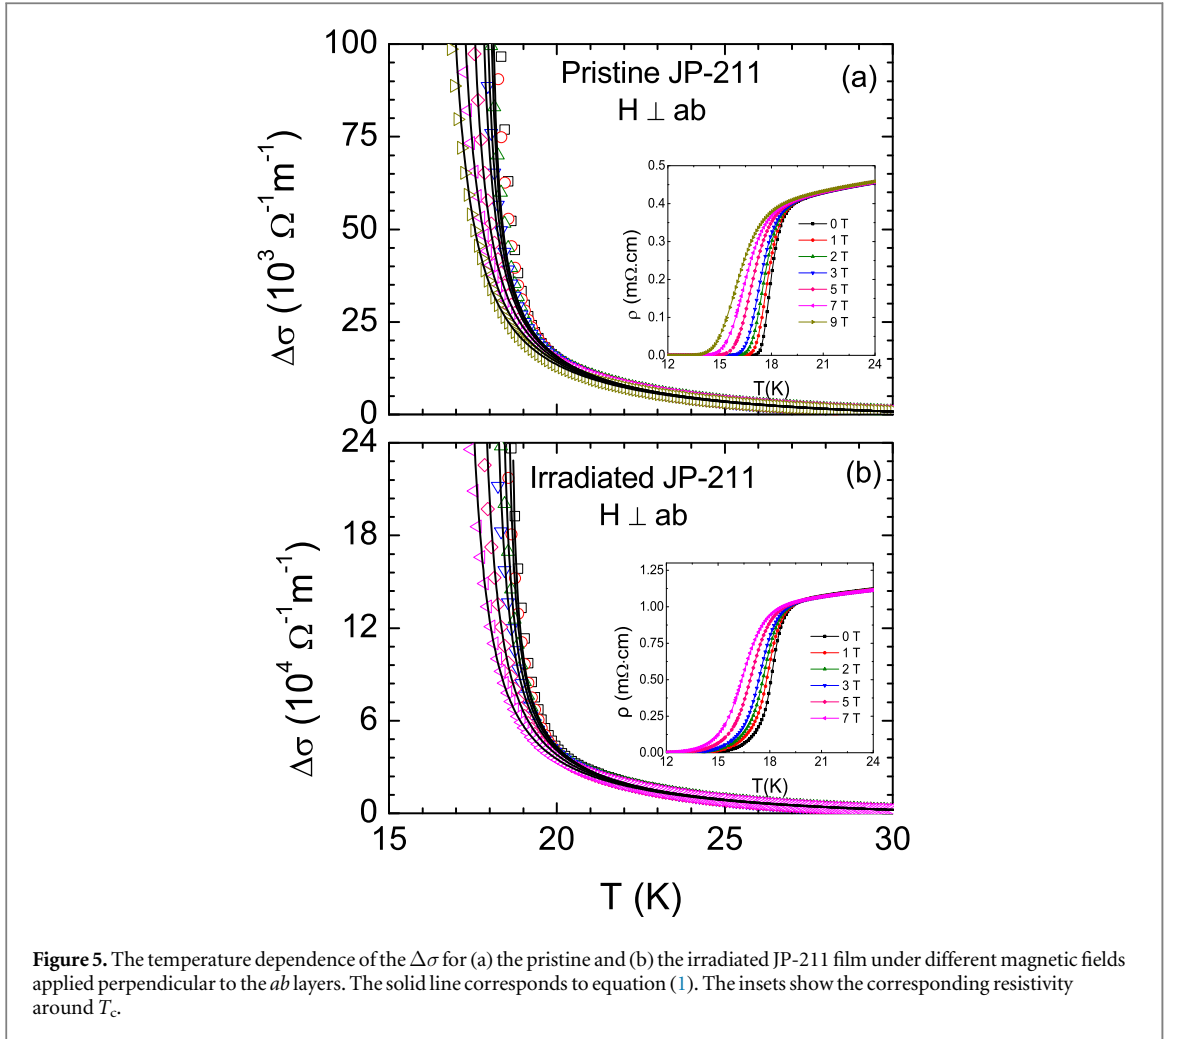 100
75
50
25
0
Δσ (10³ Ω⁻¹m⁻¹)
Pristine JP-211
H ⊥ ab
(a)
0.5
0.4
0.3
0.2
0.1
0.0
ρ (mΩ.cm)
0 T
1 T
2 T
3 T
5 T
7 T
9 T
12 15 18 21 24
T(K)
24
18
12
6
0
Δσ (10⁴ Ω⁻¹m⁻¹)
Irradiated JP-211
H ⊥ ab
(b)
1.25
1.00
0.75
0.50
0.25
0.00
ρ (mΩ·cm)
0 T
1 T
2 T
3 T
5 T
7 T
12 15 18 21 24
T(K)
15 20 25 30
T (K)
Figure 5. The temperature dependence of the Δσ for (a) the pristine and (b) the irradiated JP-211 film under different magnetic fields
applied perpendicular to the ab layers. The solid line corresponds to equation (1). The insets show the corresponding resistivity
around Tc.